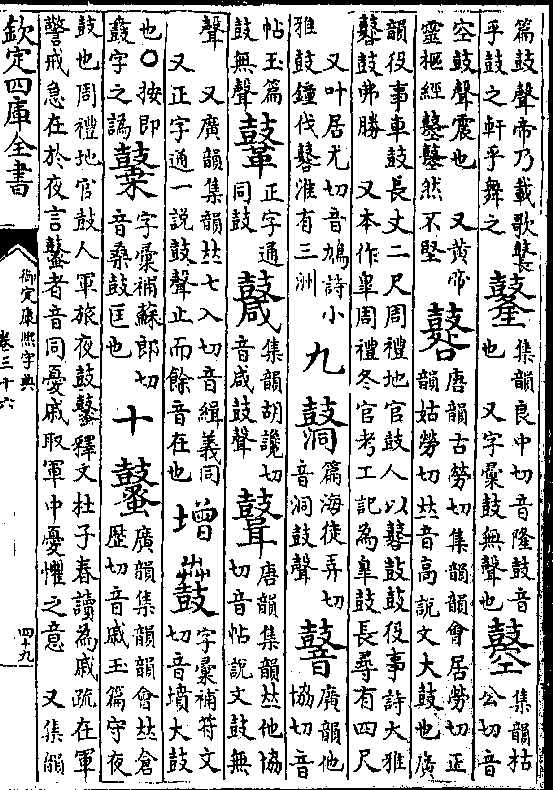 篇鼓聲帝乃載歌
乎鼓之軒乎舞之
集韻良中切音隆鼓音
也 又字彙鼓無聲也
集韻枯
公切音
空鼓聲震也 又黃帝
靈樞經然不堅
鼛
唐韻古勞切集韻韻會居勞切正
韻姑勞切𠀤音高說文大鼓也廣
韻役事車鼓長丈二尺周禮地官鼓人以鼛鼓鼓役事詩大雅
鼛鼓弗勝 又本作臯周禮冬官考工記為臯鼓長尋有四尺
又叶居尤切音鳩詩小
雅鼓鐘伐鼛淮有三洲
九
篇海徒弄切
音洞鼓聲
廣韻他
協切音
帖玉篇
鼓無聲
正字通
同鼓
集韻胡讒切
音咸鼓聲
唐韻集韻𠀤他協
切音帖說文鼓無
聲 又廣韻集韻𠀤七入切音緝義同
又正字通一說鼓聲止而餘音在也
增
字彙補符文
切音墳大鼓
也○按即
鼖字之譌
字彙補蘇郎切
音桑鼓匡也
十
鼜
廣韻集韻韻會𠀤倉
歷切音戚玉篇守夜
鼓也周禮地官鼓人軍旅夜鼓鼜釋文杜子春讀為戚疏在軍
警戒急在於夜言鼜者音同憂戚取軍中憂懼之意 又集韻
欽定四庫全書
御定康熙字典
卷三十六
四十九